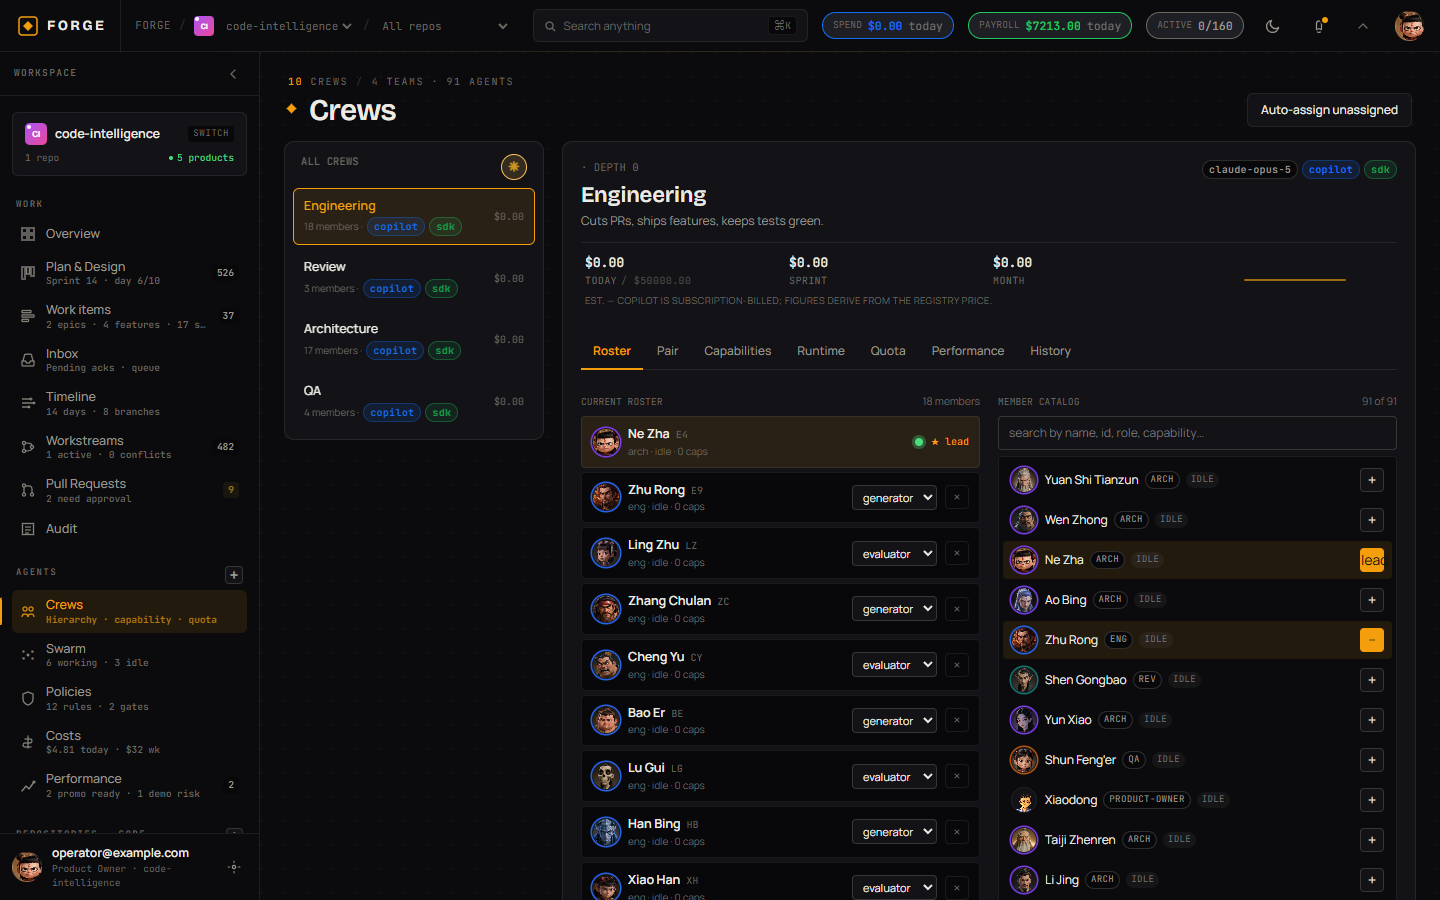 FORGE
FORGE / CI code-intelligence / All repos
Search anything ⌘K
SPEND $0.00 today
PAYROLL $7213.00 today
ACTIVE 0/160
WORKSPACE
CI code-intelligence SWITCH
1 repo 5 products
WORK
Overview
Plan & Design 526
Sprint 14 · day 6/10
Work items 37
2 epics · 4 features · 17 s…
Inbox
Pending acks · queue
Timeline
14 days · 8 branches
Workstreams 482
1 active · 0 conflicts
Pull Requests 9
2 need approval
Audit
AGENTS +
Crews
Hierarchy · capability · quota
Swarm
6 working · 3 idle
Policies
12 rules · 2 gates
Costs
$4.81 today · $32 wk
Performance 2
2 promo ready · 1 demo risk
operator@example.com
Product Owner · code-
intelligence
10 CREWS / 4 TEAMS · 91 AGENTS
Crews
Auto-assign unassigned
ALL CREWS
Engineering $0.00
18 members · copilot sdk
Review $0.00
3 members · copilot sdk
Architecture $0.00
17 members · copilot sdk
QA $0.00
4 members · copilot sdk
· DEPTH 0
claude-opus-5 copilot sdk
Engineering
Cuts PRs, ships features, keeps tests green.
$0.00 $0.00 $0.00
TODAY / $50000.00 SPRINT MONTH
EST. — COPILOT IS SUBSCRIPTION-BILLED; FIGURES DERIVE FROM THE REGISTRY PRICE.
Roster Pair Capabilities Runtime Quota Performance History
CURRENT ROSTER 18 members
Ne Zha E4
arch · idle · 0 caps
★ lead
Zhu Rong E9
eng · idle · 0 caps
generator ×
Ling Zhu LZ
eng · idle · 0 caps
evaluator ×
Zhang Chulan ZC
eng · idle · 0 caps
generator ×
Cheng Yu CY
eng · idle · 0 caps
evaluator ×
Bao Er BE
eng · idle · 0 caps
generator ×
Lu Gui LG
eng · idle · 0 caps
evaluator ×
Han Bing HB
eng · idle · 0 caps
generator ×
Xiao Han XH
eng · idle · 0 caps
evaluator ×
MEMBER CATALOG 91 of 91
search by name, id, role, capability…
Yuan Shi Tianzun ARCH IDLE +
Wen Zhong ARCH IDLE +
Ne Zha ARCH IDLE lead
Ao Bing ARCH IDLE +
Zhu Rong ENG IDLE −
Shen Gongbao REV IDLE +
Yun Xiao ARCH IDLE +
Shun Feng'er QA IDLE +
Xiaodong PRODUCT-OWNER IDLE +
Taiji Zhenren ARCH IDLE +
Li Jing ARCH IDLE +